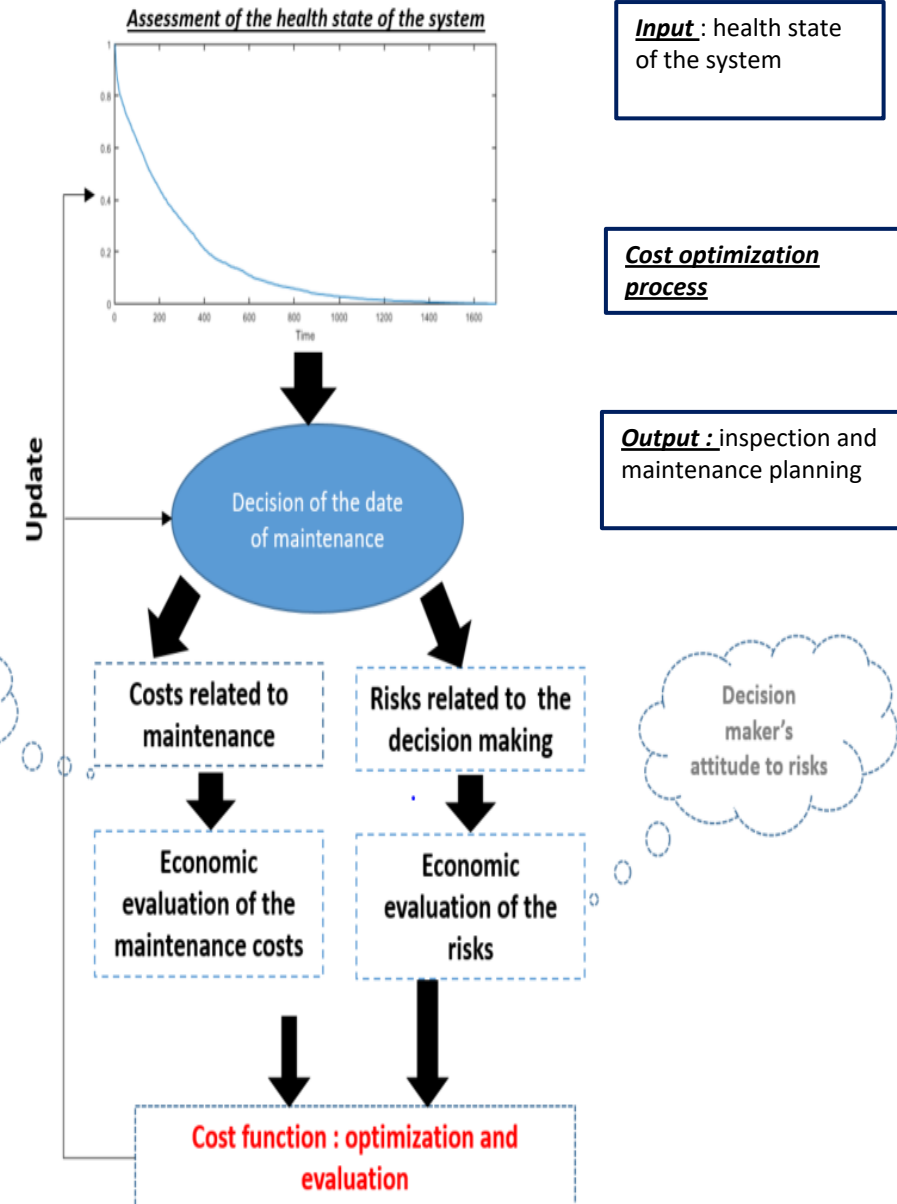 Assessment of the health state of the system
1
0.8
0.6
0.4
0.2
0
0 200 400 600 800 1000 1200 1400 1600
Time
Input : health state
of the system
Cost optimization
process
Output : inspection and
maintenance planning
Update
Decision of the date
of maintenance
Costs related to
maintenance
Risks related to the
decision making
Decision
maker's
attitude to risks
Economic
evaluation of the
maintenance costs
Economic
evaluation of the
risks
Cost function : optimization and
evaluation